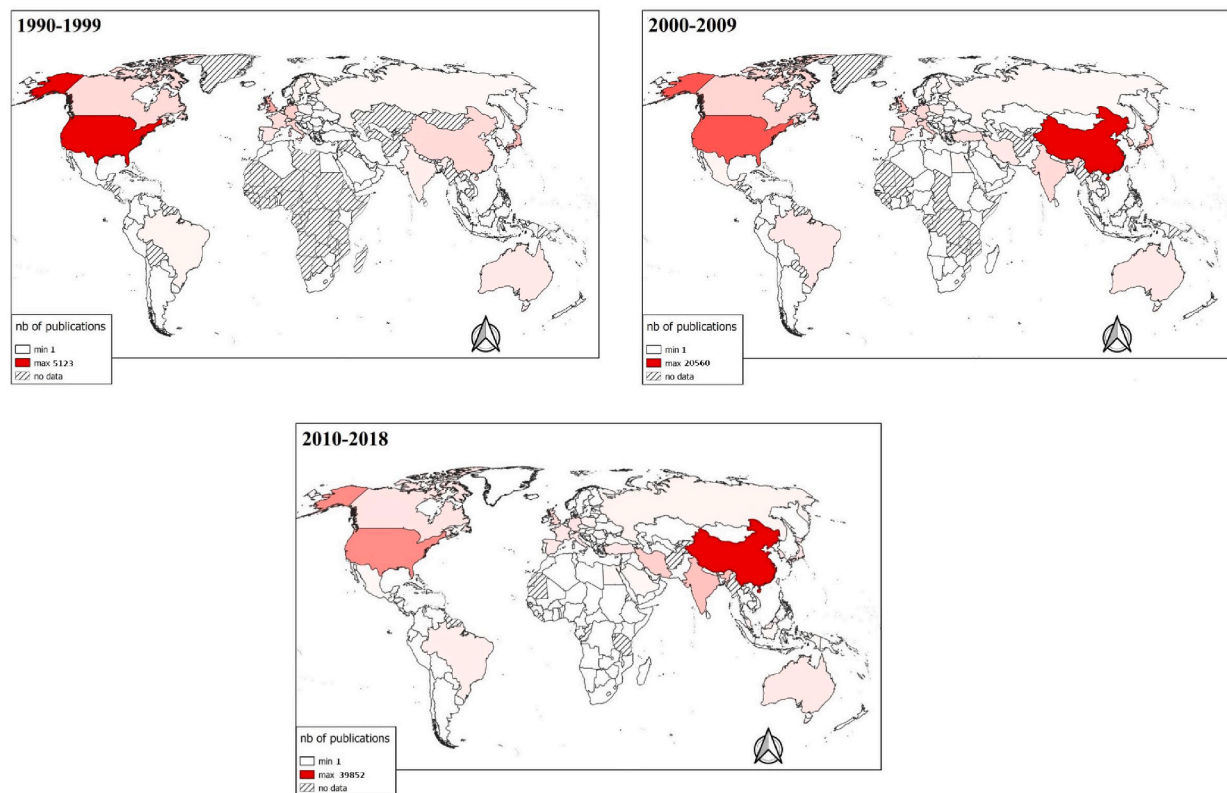 1990-1999
nb of publications
min 1
max 5123
no data
2000-2009
nb of publications
min 1
max 20560
no data
2010-2018
nb of publications
min 1
max 39852
no data